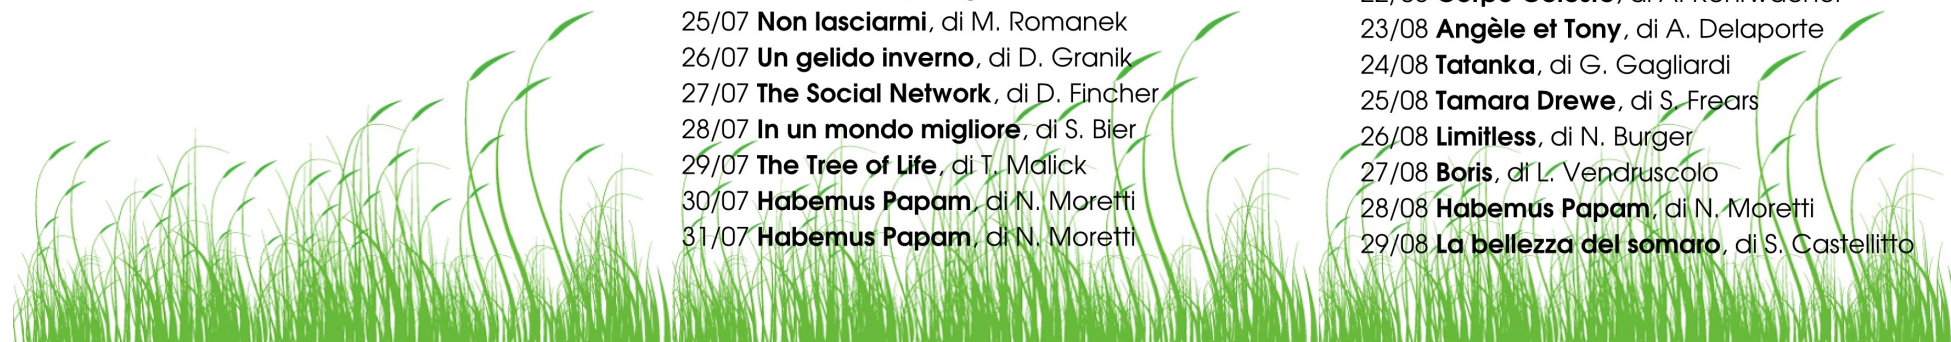 25/07 Non lasciarmi, di M. Romanek
26/07 Un gelido inverno, di D. Granik
27/07 The Social Network, di D. Fincher
28/07 In un mondo migliore, di S. Bier
29/07 The Tree of Life, di T. Malick
30/07 Habemus Papam, di N. Moretti
31/07 Habemus Papam, di N. Moretti
23/08 Angèle et Tony, di A. Delaporte
24/08 Tatanka, di G. Gagliardi
25/08 Tamara Drewe, di S. Frears
26/08 Limitless, di N. Burger
27/08 Boris, di L. Vendruscolo
28/08 Habemus Papam, di N. Moretti
29/08 La bellezza del somaro, di S. Castellitto